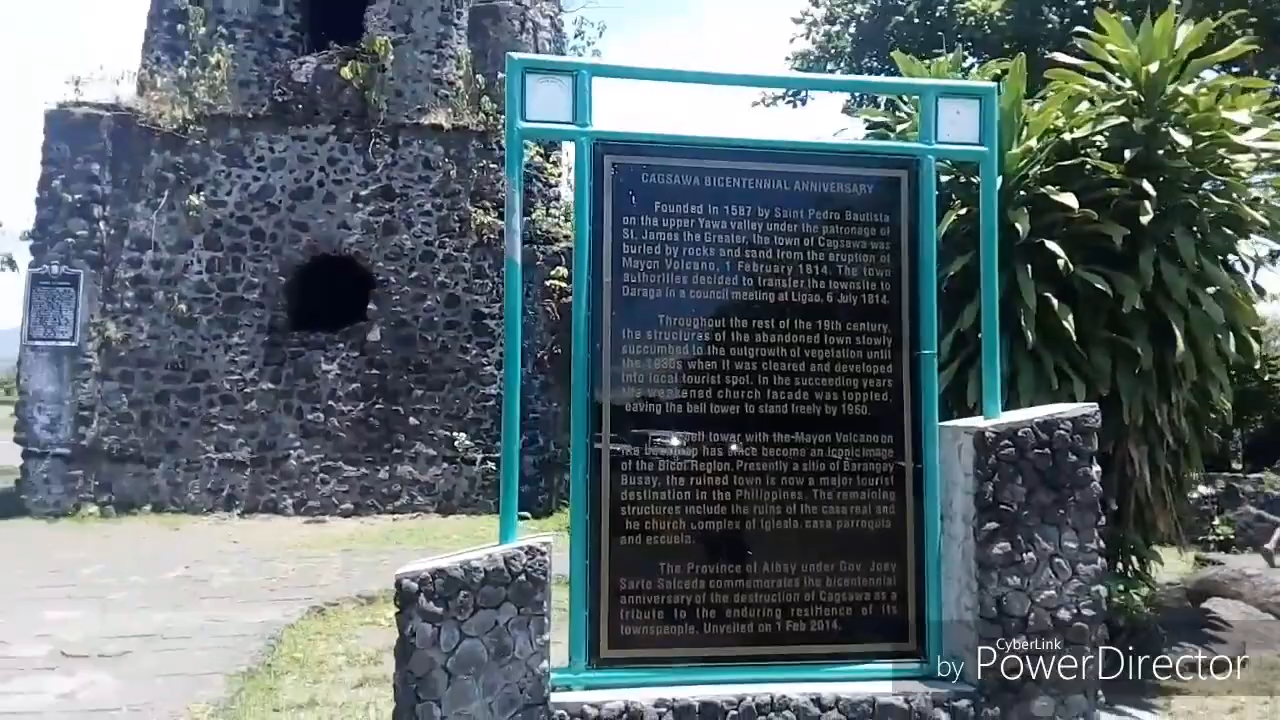 CAGSAWA BICENTENNIAL ANNIVERSARY
Founded in 1587 by Saint Pedro Bautista
on the upper Yawa valley under the patronage of
St. James the Greater, the town of Cagsawa was
buried by rocks and sand from the eruption of
Mayon Volcano, 1 February 1814. The town
authorities decided to transfer the townsite to
Daraga in a council meeting at Ligao, 6 July 1814.
Throughout the rest of the 19th century,
the structures of the abandoned town slowly
succumbed to the outgrowth of vegetation until
the 1930s when it was cleared and developed
into local tourist spot. In the succeeding years
the weakened church facade was toppled,
leaving the bell tower to stand freely by 1960.
bell tower with the Mayon Volcano on
has since become an iconic image
of the Bicol Region. Presently a sitio of Barangay
Busay, the ruined town is now a major tourist
destination in the Philippines. The remaining
structures include the ruins of the casa real and
he church complex of iglesia, casa parroquia
and escuela.
The Province of Albay under Gov. Joey
Sarte Salceda commemorates the bicentennial
anniversary of the destruction of Cagsawa as a
tribute to the enduring resilience of its
townspeople. Unveiled on 1 Feb 2014.
CyberLink
by PowerDirector